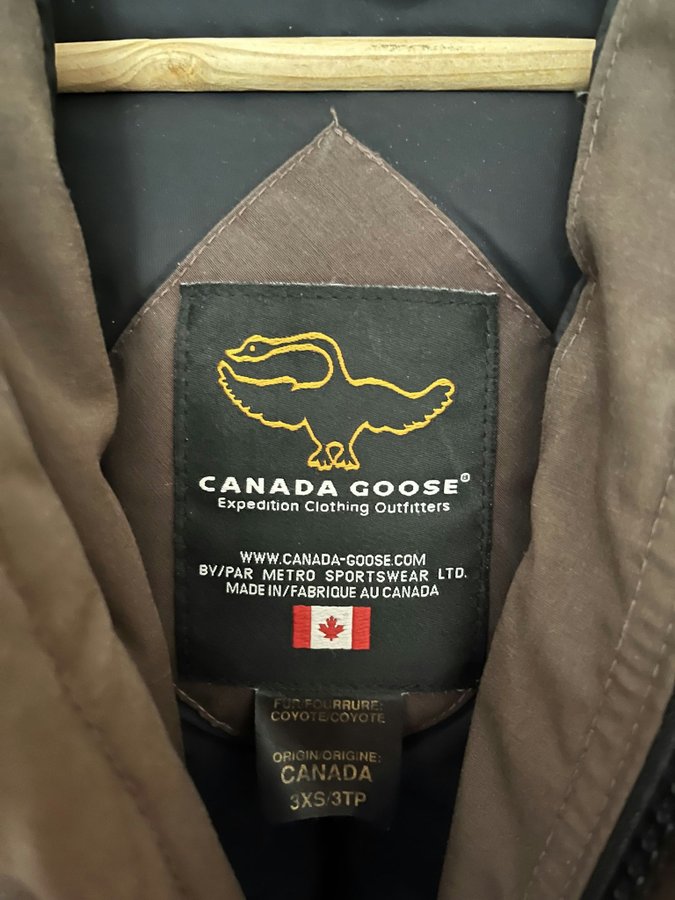 CANADA GOOSE®
Expedition Clothing Outfitters
WWW.CANADA-GOOSE.COM
BY/PAR METRO SPORTSWEAR LTD.
MADE IN/FABRIQUE AU CANADA
FUR/FOURRURE:
COYOTE/COYOTE
ORIGIN/ORIGINE:
CANADA
3XS/3TP